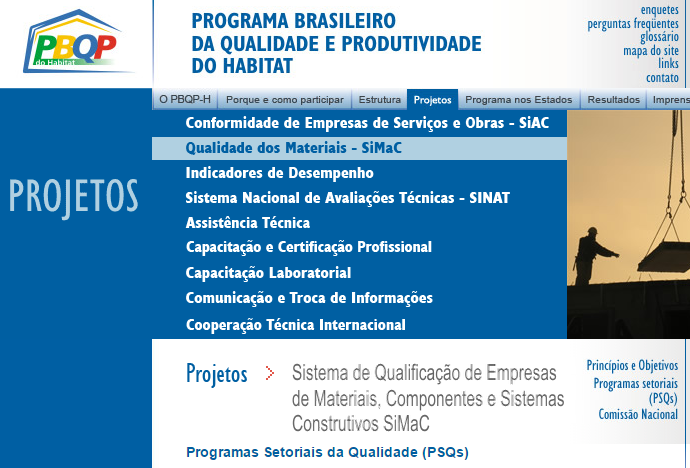 PBQP
do Habitat
PROGRAMA BRASILEIRO
DA QUALIDADE E PRODUTIVIDADE
DO HABITAT
enquetes
perguntas freqüentes
glossário
mapa do site
links
contato
O PBQP-H
Porque e como participar
Estrutura
Projetos
Programa nos Estados
Resultados
Imprens
PROJETOS
Conformidade de Empresas de Serviços e Obras - SiAC
Qualidade dos Materiais - SiMaC
Indicadores de Desempenho
Sistema Nacional de Avaliações Técnicas - SINAT
Assistência Técnica
Capacitação e Certificação Profissional
Capacitação Laboratorial
Comunicação e Troca de Informações
Cooperação Técnica Internacional
Projetos > Sistema de Qualificação de Empresas
de Materiais, Componentes e Sistemas
Construtivos SiMaC
Princípios e Objetivos
Programas setoriais
(PSQs)
Comissão Nacional
Programas Setoriais da Qualidade (PSQs)